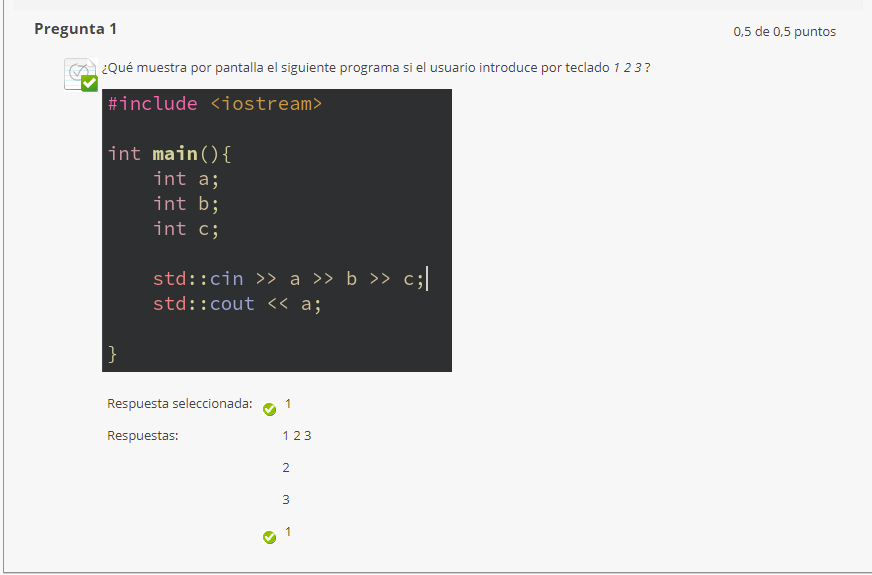 Pregunta 1
0,5 de 0,5 puntos
¿Qué muestra por pantalla el siguiente programa si el usuario introduce por teclado 1 2 3 ?
#include <iostream>
int main(){
int a;
int b;
int c;
std::cin >> a >> b >> c;
std::cout << a;
}
Respuesta seleccionada: 1
Respuestas: 1 2 3
2
3
1